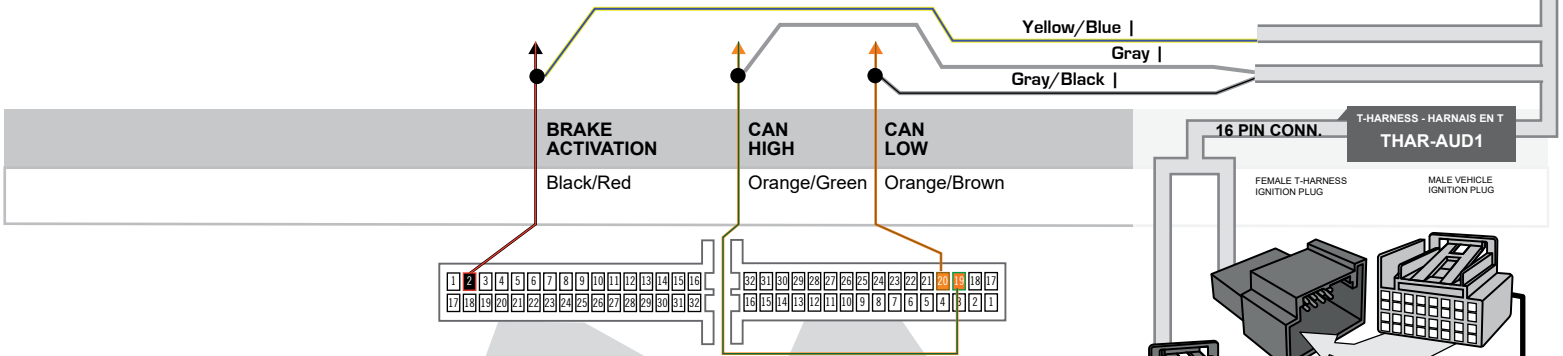 Yellow/Blue |
Gray |
Gray/Black |
BRAKE
ACTIVATION
CAN
HIGH
CAN
LOW
16 PIN CONN.
T-HARNESS - HARNAIS EN T
THAR-AUD1
Black/Red
Orange/Green
Orange/Brown
FEMALE T-HARNESS
IGNITION PLUG
MALE VEHICLE
IGNITION PLUG
1 2 3 4 5 6 7 8 9 10 11 12 13 14 15 16
17 18 19 20 21 22 23 24 25 26 27 28 29 30 31 32
32 31 30 29 28 27 26 25 24 23 22 21 20 19 18 17
16 15 14 13 12 11 10 9 8 7 6 5 4 3 2 1